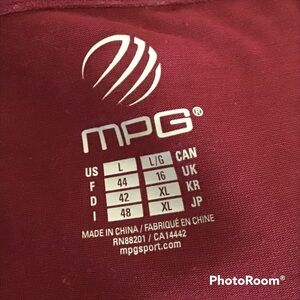 MPG®
US L L/G CAN
F 44 16 UK
D 42 XL KR
I 48 XL JP
MADE IN CHINA / FABRIQUÉ EN CHINE
RN88201 / CA14442
mpgsport.com
PhotoRoom®